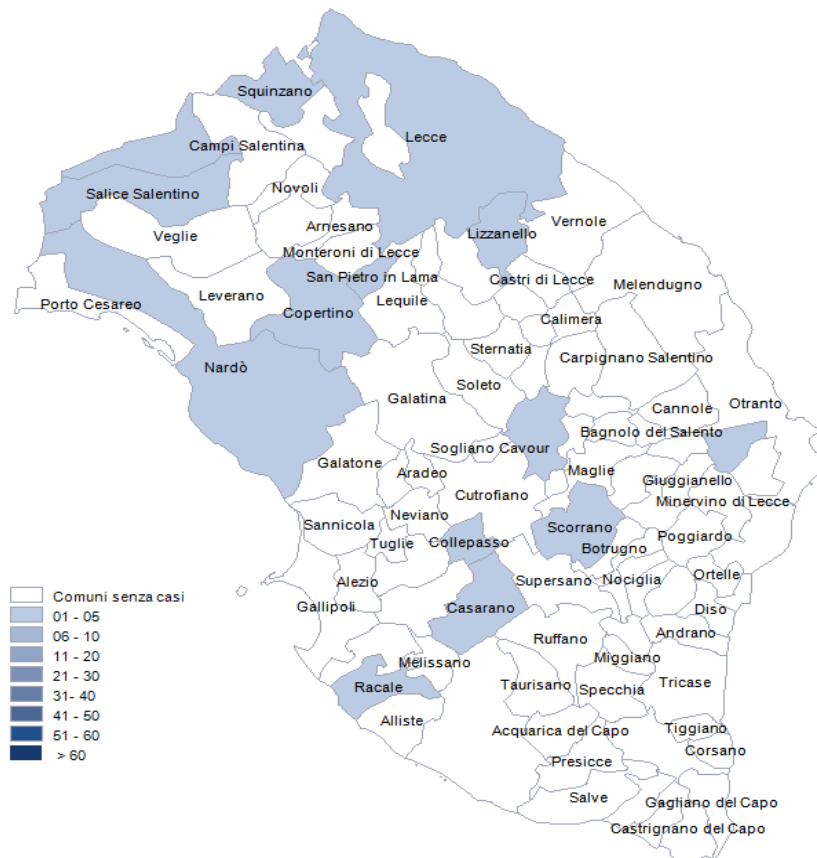 Squinzano
Lecce
Campi Salentina
Novoli
Salice Salentino
Arnesano
Vernole
Lizzanello
Veglie
Monteroni di Lecce
San Pietro in Lama
Castri di Lecce
Melendugno
Leverano
Lequile
Porto Cesareo
Copertino
Calimera
Sternatia
Carpignano Salentino
Nardò
Soleto
Galatina
Cannole
Otranto
Bagnolo del Salento
Sogliano Cavour
Galatone
Aradeo
Maglie
Giuggianello
Cutrofiano
Minervino di Lecce
Neviano
Sannicola
Scorrano
Poggiardo
Tuglie
Collepasso
Botrugno
Ortelle
Alezio
Supersano
Nociglia
Gallipoli
Casarano
Diso
Andrano
Ruffano
Miggiano
Melissano
Tricase
Racale
Taurisano
Specchia
Alliste
Acquarica del Capo
Tiggiano
Corsano
Presicce
Salve
Gagliano del Capo
Castrignano del Capo
Comuni senza casi
01 - 05
06 - 10
11 - 20
21 - 30
31- 40
41 - 50
51 - 60
> 60